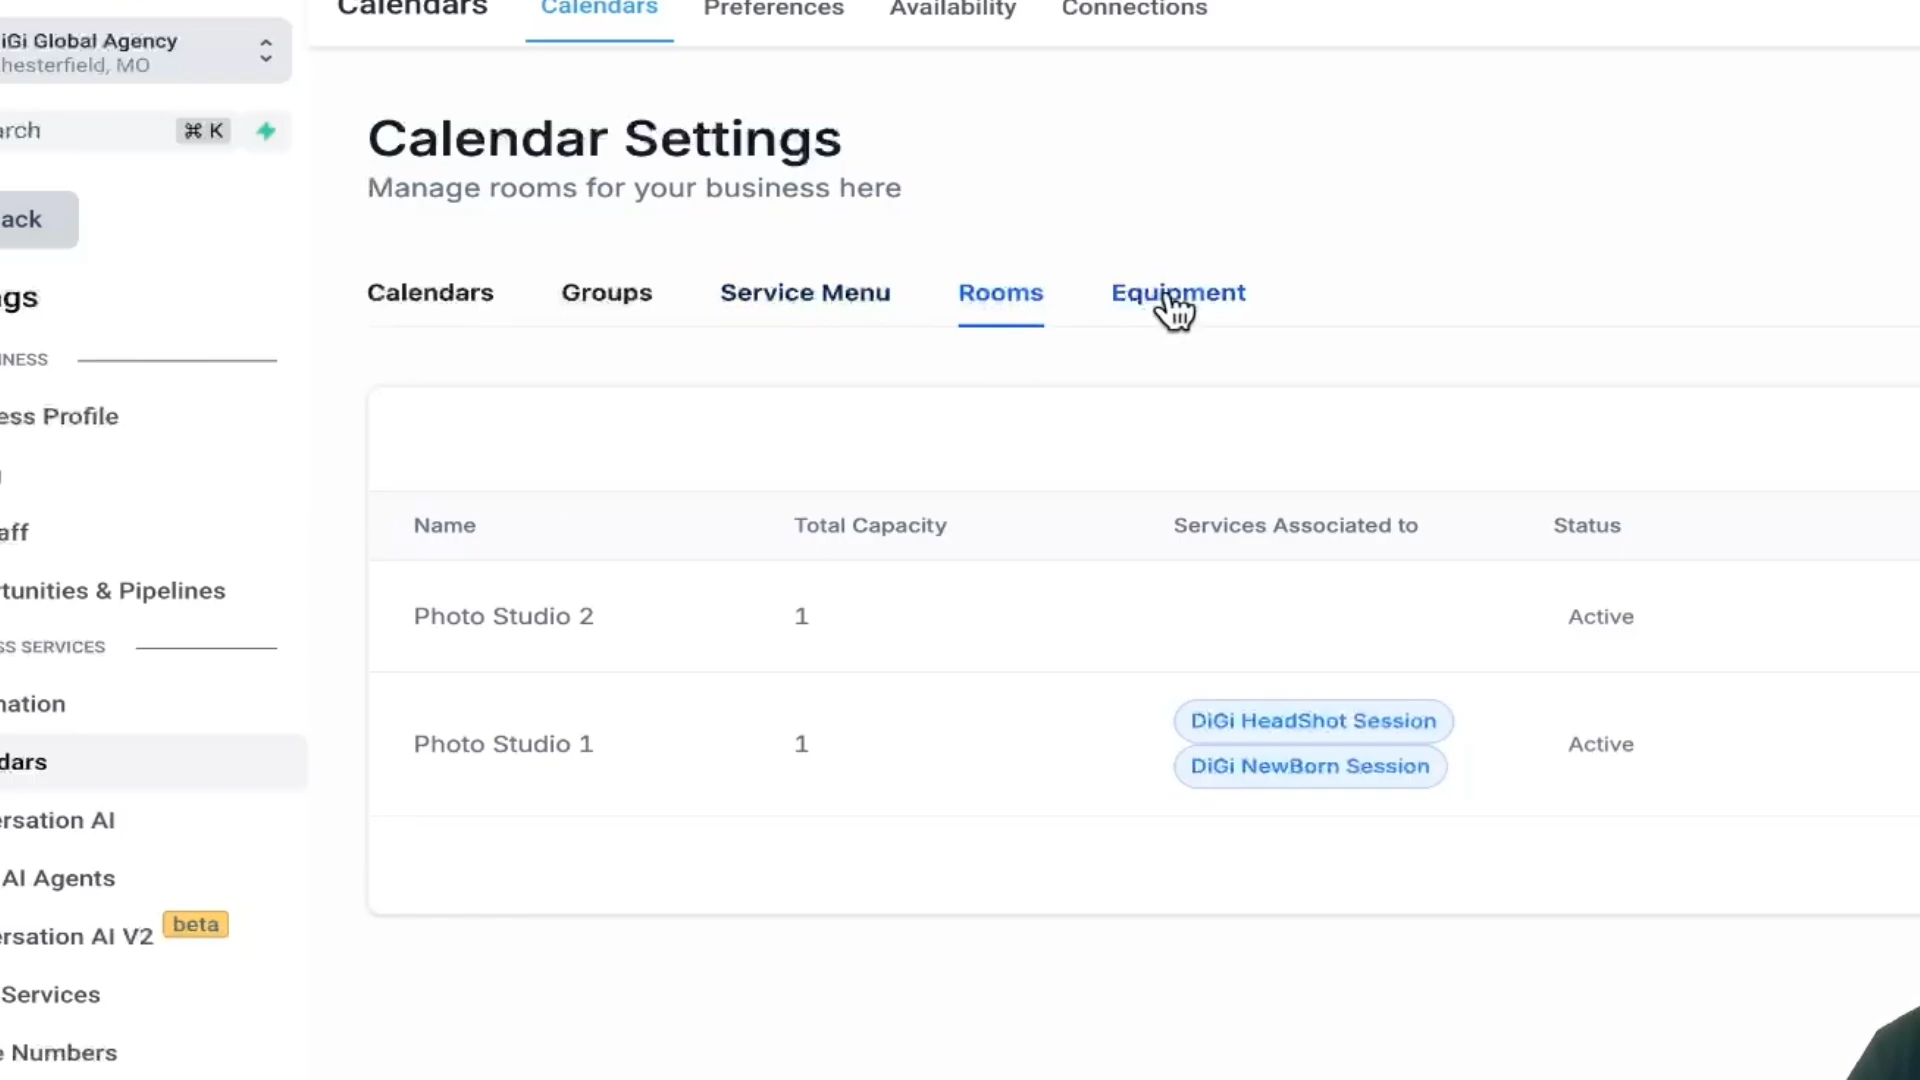 Calendars Calendars Preferences Availability Connections
iGi Global Agency
hesterfield, MO
arch ⌘ K
ack
Calendar Settings
Manage rooms for your business here
Calendars Groups Service Menu Rooms Equipment
gs
INESS
ess Profile
aff
rtunities & Pipelines
SS SERVICES
nation
dars
ersation AI
AI Agents
ersation AI V2 beta
Services
e Numbers
Name Total Capacity Services Associated to Status
Photo Studio 2 1 Active
DiGi HeadShot Session
Photo Studio 1 1 Active
DiGi NewBorn Session